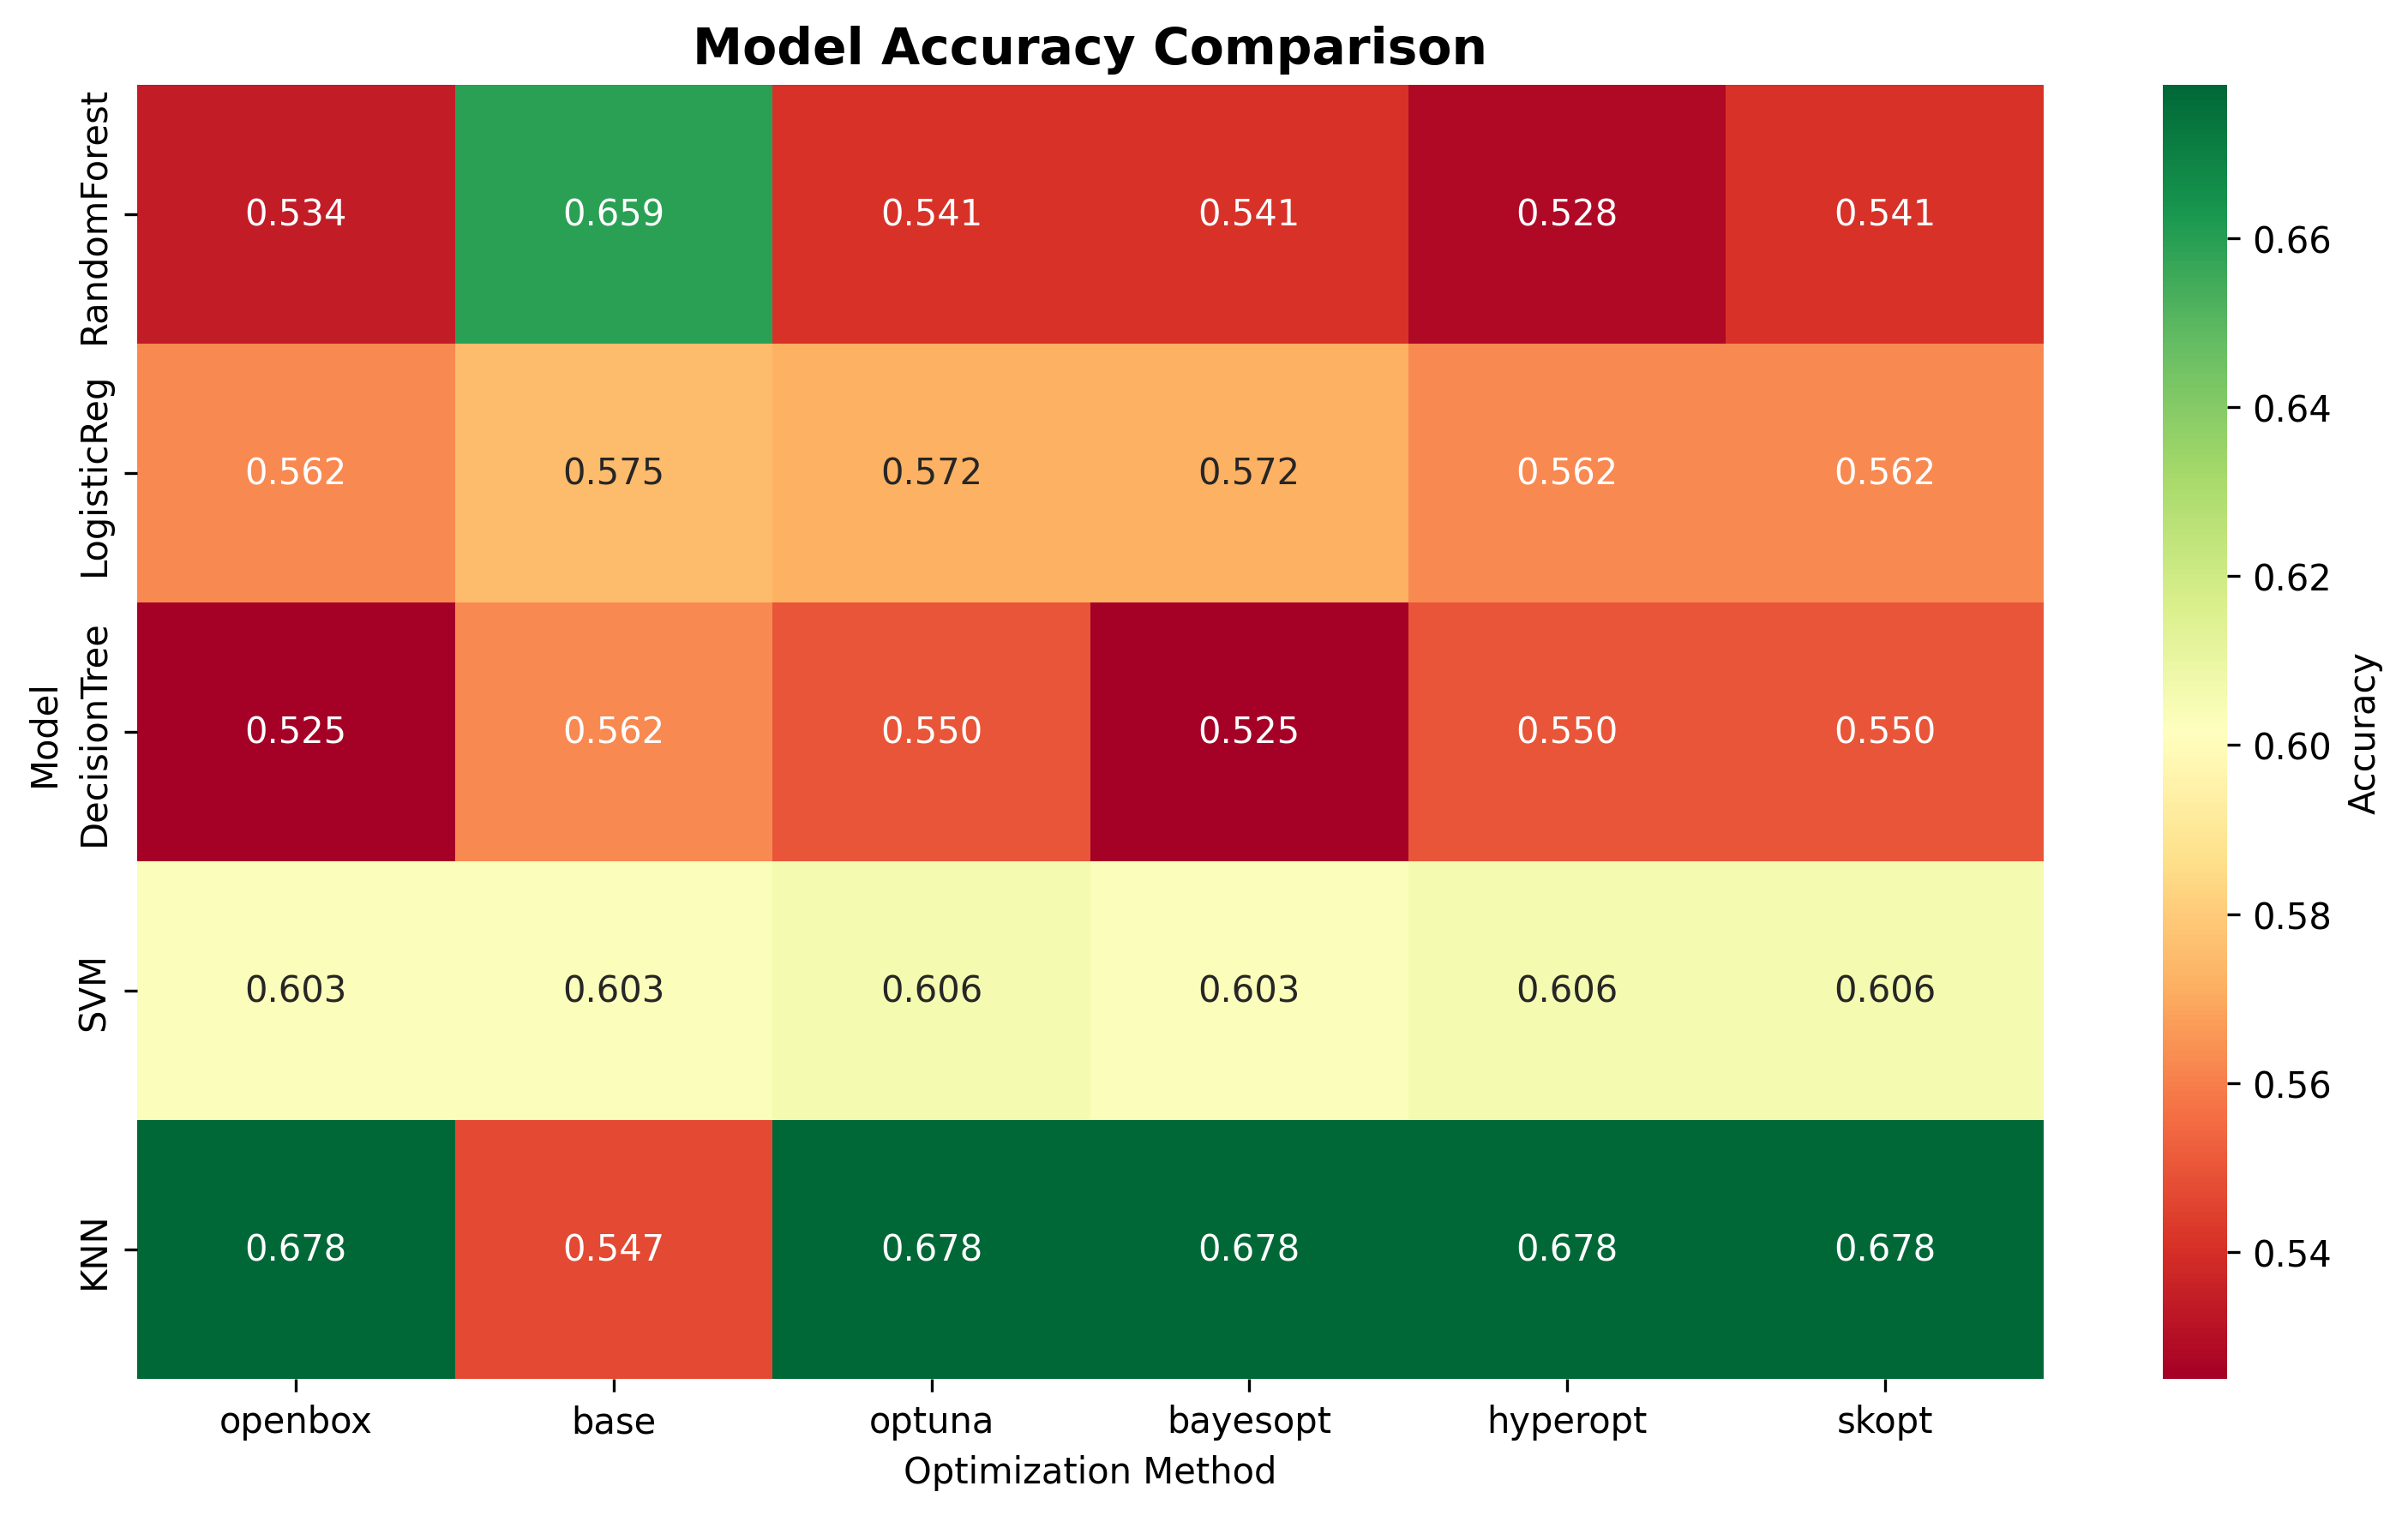 Model Accuracy Comparison
RandomForest
0.534 0.659 0.541 0.541 0.528 0.541
LogisticReg
0.562 0.575 0.572 0.572 0.562 0.562
DecisionTree
0.525 0.562 0.550 0.525 0.550 0.550
SVM
0.603 0.603 0.606 0.603 0.606 0.606
KNN
0.678 0.547 0.678 0.678 0.678 0.678
Model
openbox base optuna bayesopt hyperopt skopt
Optimization Method
0.66
0.64
0.62
0.60
0.58
0.56
0.54
Accuracy